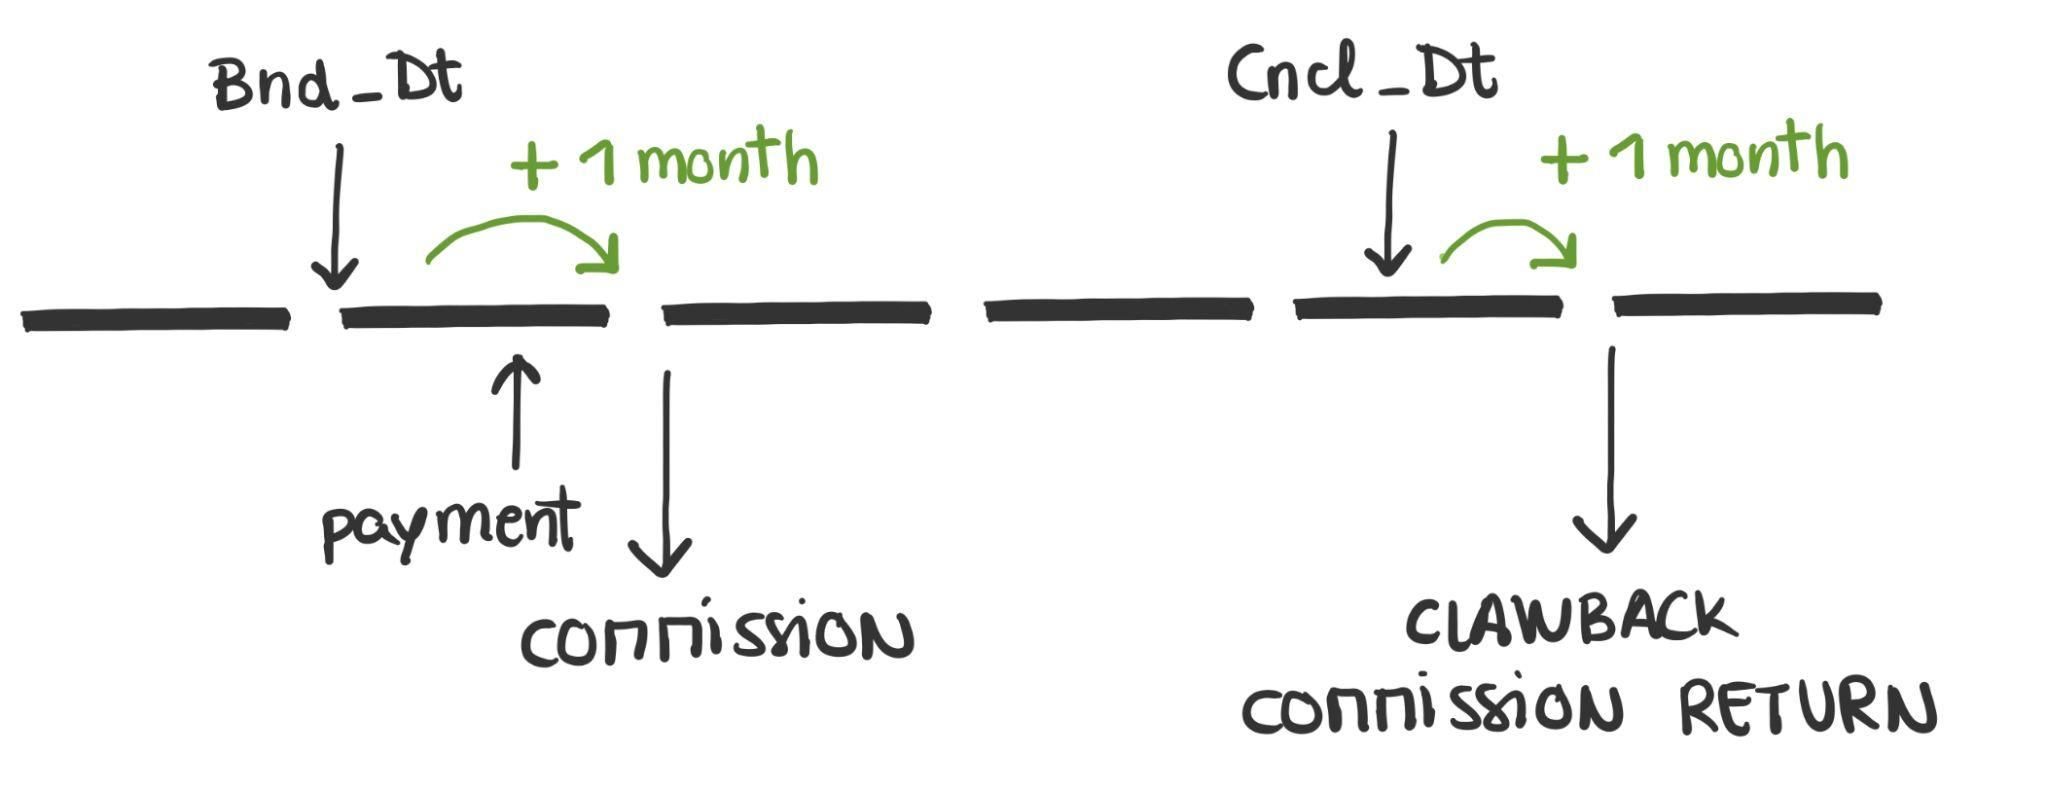 Bnd_Dt
+ 1 month
payment
COMMISSION
Cncl_Dt
+ 1 month
CLAWBACK
COMMISSION RETURN